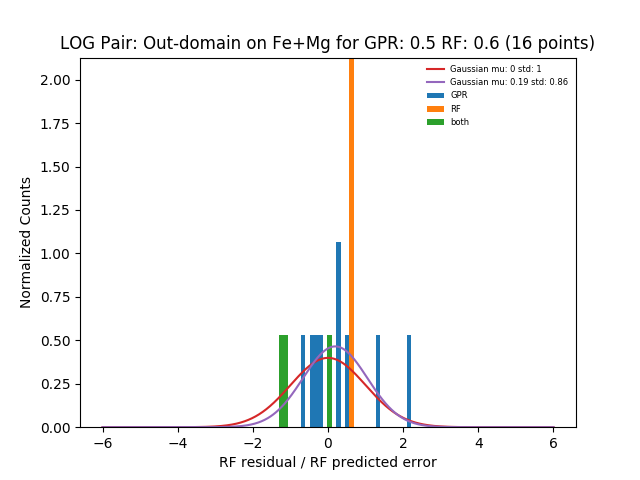 LOG Pair: Out-domain on Fe+Mg for GPR: 0.5 RF: 0.6 (16 points)
Gaussian mu: 0 std: 1
Gaussian mu: 0.19 std: 0.86
GPR
RF
both
2.00
1.75
1.50
1.25
1.00
0.75
0.50
0.25
0.00
Normalized Counts
−6 −4 −2 0 2 4 6
RF residual / RF predicted error